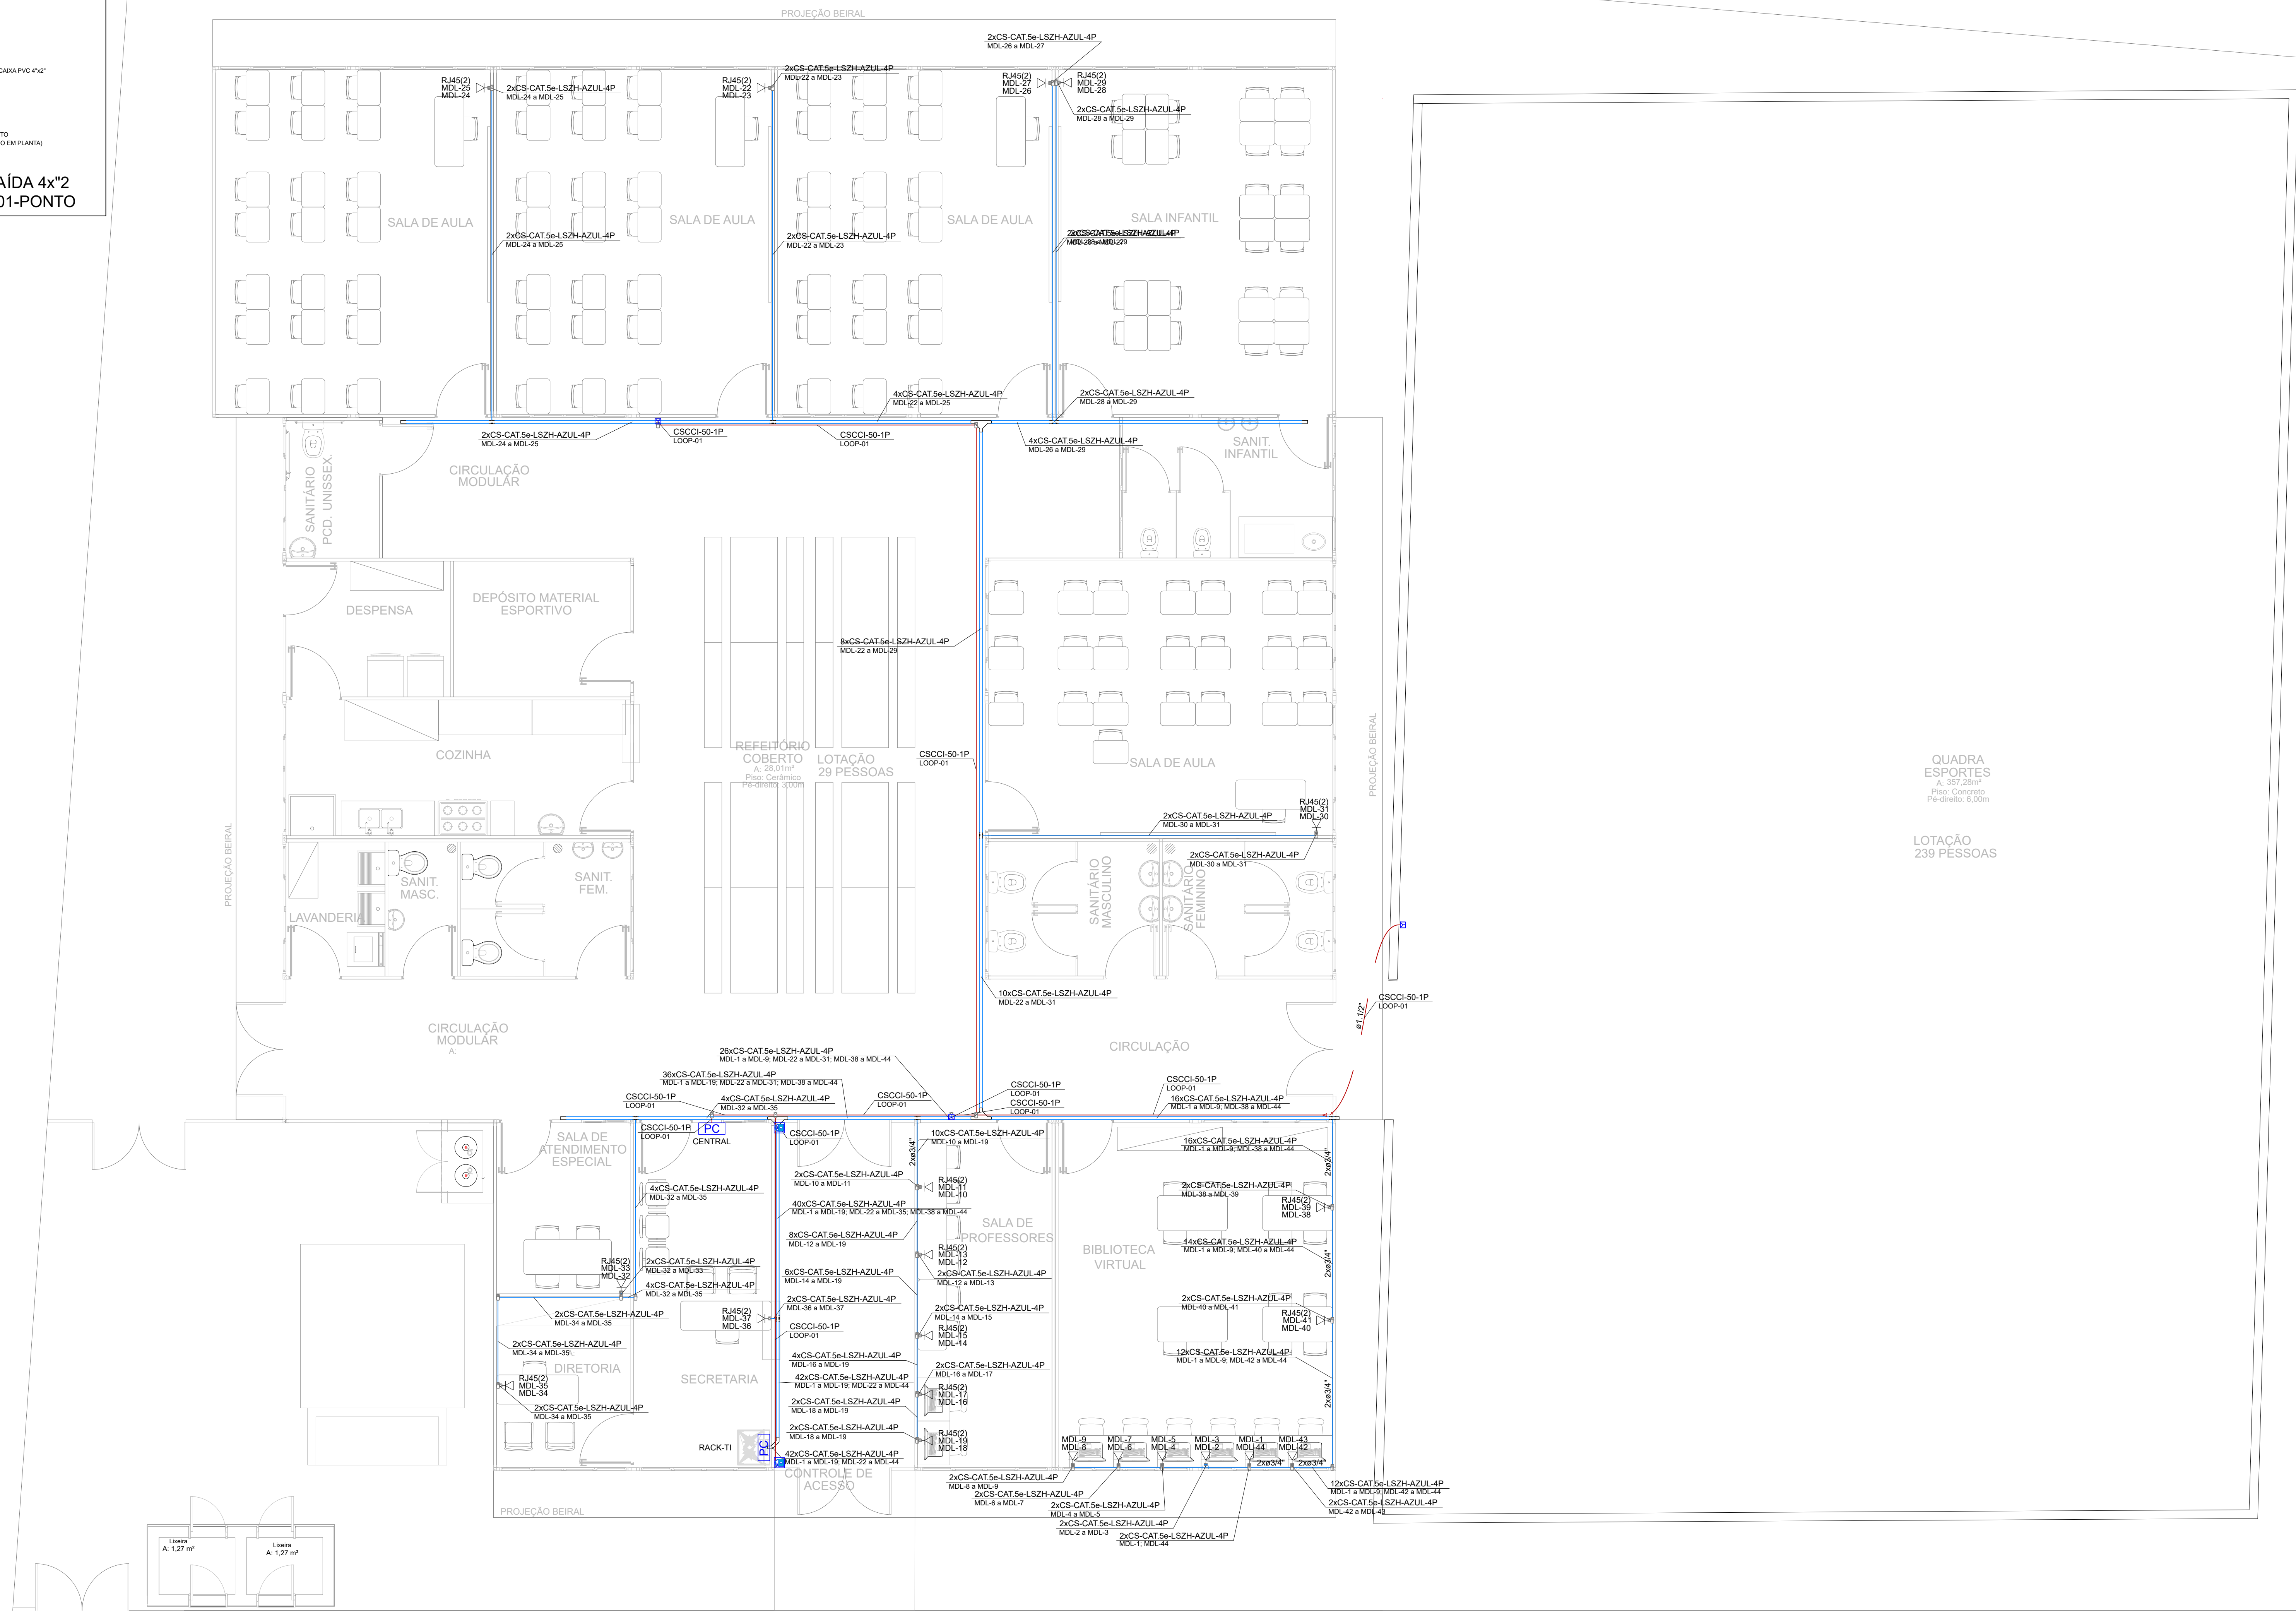 PROJEÇÃO BEIRAL
CAIXA PVC 4"x2"
TO
O EM PLANTA)
AÍDA 4x"2
01-PONTO
2xCS-CAT.5e-LSZH-AZUL-4P
MDL-26 a MDL-27
RJ45(2)
MDL-25
MDL-24
2xCS-CAT.5e-LSZH-AZUL-4P
MDL-24 a MDL-25
RJ45(2)
MDL-22
MDL-23
2xCS-CAT.5e-LSZH-AZUL-4P
MDL-22 a MDL-23
RJ45(2)
MDL-27
MDL-26
RJ45(2)
MDL-29
MDL-28
2xCS-CAT.5e-LSZH-AZUL-4P
MDL-28 a MDL-29
SALA DE AULA
SALA DE AULA
SALA DE AULA
SALA INFANTIL
2xCS-CAT.5e-LSZH-AZUL-4P
MDL-24 a MDL-25
2xCS-CAT.5e-LSZH-AZUL-4P
MDL-22 a MDL-23
4xCS-CAT.5e-LSZH-AZUL-4P
MDL-22 a MDL-25
2xCS-CAT.5e-LSZH-AZUL-4P
MDL-28 a MDL-29
2xCS-CAT.5e-LSZH-AZUL-4P
MDL-24 a MDL-25
CSCCI-50-1P
LOOP-01
CSCCI-50-1P
LOOP-01
4xCS-CAT.5e-LSZH-AZUL-4P
MDL-26 a MDL-29
SANIT.
INFANTIL
SANITÁRIO
PCD. UNISSEX.
CIRCULAÇÃO
MODULAR
DESPENSA
DEPÓSITO MATERIAL
ESPORTIVO
8xCS-CAT.5e-LSZH-AZUL-4P
MDL-22 a MDL-29
COZINHA
REFEITÓRIO
COBERTO
A: 28,01m²
Piso: Cerâmico
Pé-direito: 3,00m
LOTAÇÃO
29 PESSOAS
CSCCI-50-1P
LOOP-01
SALA DE AULA
PROJEÇÃO BEIRAL
QUADRA
ESPORTES
A: 357,28m²
Piso: Concreto
Pé-direito: 6,00m
LOTAÇÃO
239 PESSOAS
RJ45(2)
MDL-31
MDL-30
2xCS-CAT.5e-LSZH-AZUL-4P
MDL-30 a MDL-31
2xCS-CAT.5e-LSZH-AZUL-4P
MDL-30 a MDL-31
PROJEÇÃO BEIRAL
LAVANDERIA
SANIT.
MASC.
SANIT.
FEM.
SANITÁRIO
MASCULINO
SANITÁRIO
FEMININO
10xCS-CAT.5e-LSZH-AZUL-4P
MDL-22 a MDL-31
CSCCI-50-1P
LOOP-01
ø1.1/2"
CIRCULAÇÃO
MODULAR
A:
CIRCULAÇÃO
26xCS-CAT.5e-LSZH-AZUL-4P
MDL-1 a MDL-9; MDL-22 a MDL-31; MDL-38 a MDL-44
36xCS-CAT.5e-LSZH-AZUL-4P
MDL-1 a MDL-19; MDL-22 a MDL-31; MDL-38 a MDL-44
CSCCI-50-1P
LOOP-01
4xCS-CAT.5e-LSZH-AZUL-4P
MDL-32 a MDL-35
CSCCI-50-1P
LOOP-01
CSCCI-50-1P
LOOP-01
CSCCI-50-1P
LOOP-01
CSCCI-50-1P
LOOP-01
16xCS-CAT.5e-LSZH-AZUL-4P
MDL-1 a MDL-9; MDL-38 a MDL-44
CSCCI-50-1P
LOOP-01
PC
CENTRAL
CSCCI-50-1P
LOOP-01
2xø3/4"
10xCS-CAT.5e-LSZH-AZUL-4P
MDL-10 a MDL-19
16xCS-CAT.5e-LSZH-AZUL-4P
MDL-1 a MDL-9; MDL-38 a MDL-44
2xø3/4"
SALA DE
ATENDIMENTO
ESPECIAL
4xCS-CAT.5e-LSZH-AZUL-4P
MDL-32 a MDL-35
2xCS-CAT.5e-LSZH-AZUL-4P
MDL-10 a MDL-11
RJ45(2)
MDL-11
MDL-10
2xCS-CAT.5e-LSZH-AZUL-4P
MDL-38 a MDL-39
RJ45(2)
MDL-39
MDL-38
40xCS-CAT.5e-LSZH-AZUL-4P
MDL-1 a MDL-19; MDL-22 a MDL-35; MDL-38 a MDL-44
8xCS-CAT.5e-LSZH-AZUL-4P
MDL-12 a MDL-19
SALA DE
PROFESSORES
BIBLIOTECA
VIRTUAL
14xCS-CAT.5e-LSZH-AZUL-4P
MDL-1 a MDL-9; MDL-40 a MDL-44
2xø3/4"
RJ45(2)
MDL-33
MDL-32
2xCS-CAT.5e-LSZH-AZUL-4P
MDL-32 a MDL-33
4xCS-CAT.5e-LSZH-AZUL-4P
MDL-32 a MDL-35
RJ45(2)
MDL-13
MDL-12
6xCS-CAT.5e-LSZH-AZUL-4P
MDL-14 a MDL-19
2xCS-CAT.5e-LSZH-AZUL-4P
MDL-12 a MDL-13
2xCS-CAT.5e-LSZH-AZUL-4P
MDL-34 a MDL-35
RJ45(2)
MDL-37
MDL-36
2xCS-CAT.5e-LSZH-AZUL-4P
MDL-36 a MDL-37
CSCCI-50-1P
LOOP-01
2xCS-CAT.5e-LSZH-AZUL-4P
MDL-14 a MDL-15
RJ45(2)
MDL-15
MDL-14
2xCS-CAT.5e-LSZH-AZUL-4P
MDL-40 a MDL-41
RJ45(2)
MDL-41
MDL-40
2xCS-CAT.5e-LSZH-AZUL-4P
MDL-34 a MDL-35
DIRETORIA
SECRETARIA
4xCS-CAT.5e-LSZH-AZUL-4P
MDL-16 a MDL-19
2xCS-CAT.5e-LSZH-AZUL-4P
MDL-16 a MDL-17
12xCS-CAT.5e-LSZH-AZUL-4P
MDL-1 a MDL-9; MDL-42 a MDL-44
2xø3/4"
RJ45(2)
MDL-35
MDL-34
42xCS-CAT.5e-LSZH-AZUL-4P
MDL-1 a MDL-19; MDL-22 a MDL-44
RJ45(2)
MDL-17
MDL-16
2xCS-CAT.5e-LSZH-AZUL-4P
MDL-34 a MDL-35
2xCS-CAT.5e-LSZH-AZUL-4P
MDL-18 a MDL-19
2xCS-CAT.5e-LSZH-AZUL-4P
MDL-18 a MDL-19
RJ45(2)
MDL-19
MDL-18
RACK-TI
PC
42xCS-CAT.5e-LSZH-AZUL-4P
MDL-1 a MDL-19; MDL-22 a MDL-44
CONTROLE DE
ACESSO
MDL-9
MDL-8
MDL-7
MDL-6
MDL-5
MDL-4
MDL-3
MDL-2
MDL-1
MDL-44
MDL-43
MDL-42
2xø3/4"
2xø3/4"
2xCS-CAT.5e-LSZH-AZUL-4P
MDL-8 a MDL-9
2xCS-CAT.5e-LSZH-AZUL-4P
MDL-6 a MDL-7
2xCS-CAT.5e-LSZH-AZUL-4P
MDL-4 a MDL-5
2xCS-CAT.5e-LSZH-AZUL-4P
MDL-2 a MDL-3
2xCS-CAT.5e-LSZH-AZUL-4P
MDL-1; MDL-44
12xCS-CAT.5e-LSZH-AZUL-4P
MDL-1 a MDL-9; MDL-42 a MDL-44
2xCS-CAT.5e-LSZH-AZUL-4P
MDL-42 a MDL-43
PROJEÇÃO BEIRAL
Lixeira
A: 1,27 m²
Lixeira
A: 1,27 m²